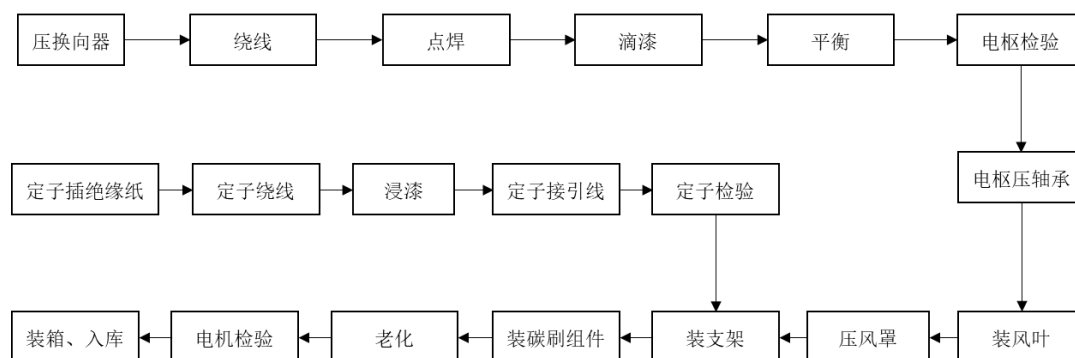 压换向器
绕线
点焊
滴漆
平衡
电枢检验
定子插绝缘纸
定子绕线
浸漆
定子接引线
定子检验
电枢压轴承
装箱、入库
电机检验
老化
装碳刷组件
装支架
压风罩
装风叶